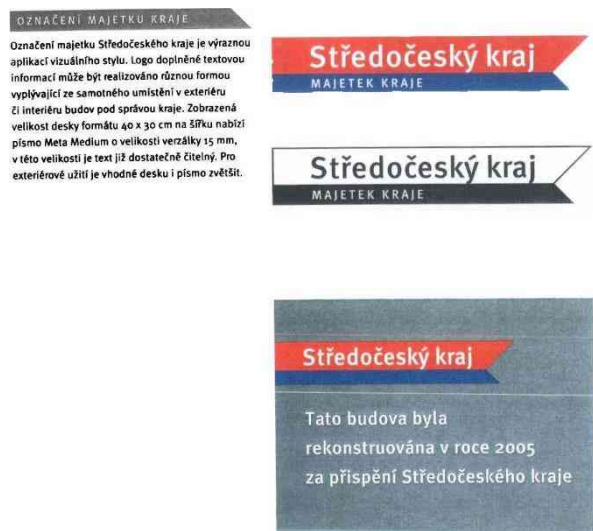 OZNAČENÍ MAJETKU KRAJE
Označení majetku Středočeského kraje je výraznou
aplikací vizuálního stylu. Logo doplněné textovou
informací může být realizováno různou formou
vyplývající ze samotného umístění v exteriéru
či interiéru budov pod správou kraje. Zobrazená
velikost desky formátu 40 x 30 cm na šířku nabízí
písmo Meta Medium o velikosti verzálky 15 mm,
v této velikosti je text již dostatečně čitelný. Pro
exteriérové užití je vhodné desku i písmo zvětšit.
Středočeský kraj
MAJETEK KRAJE
Středočeský kraj
MAJETEK KRAJE
Středočeský kraj
Tato budova byla
rekonstruována v roce 2005
za přispění Středočeského kraje